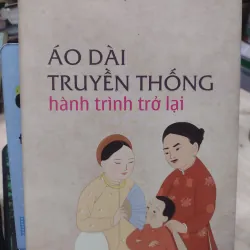 ÁO DÀI
TRUYỀN THỐNG
hành trình trở lại